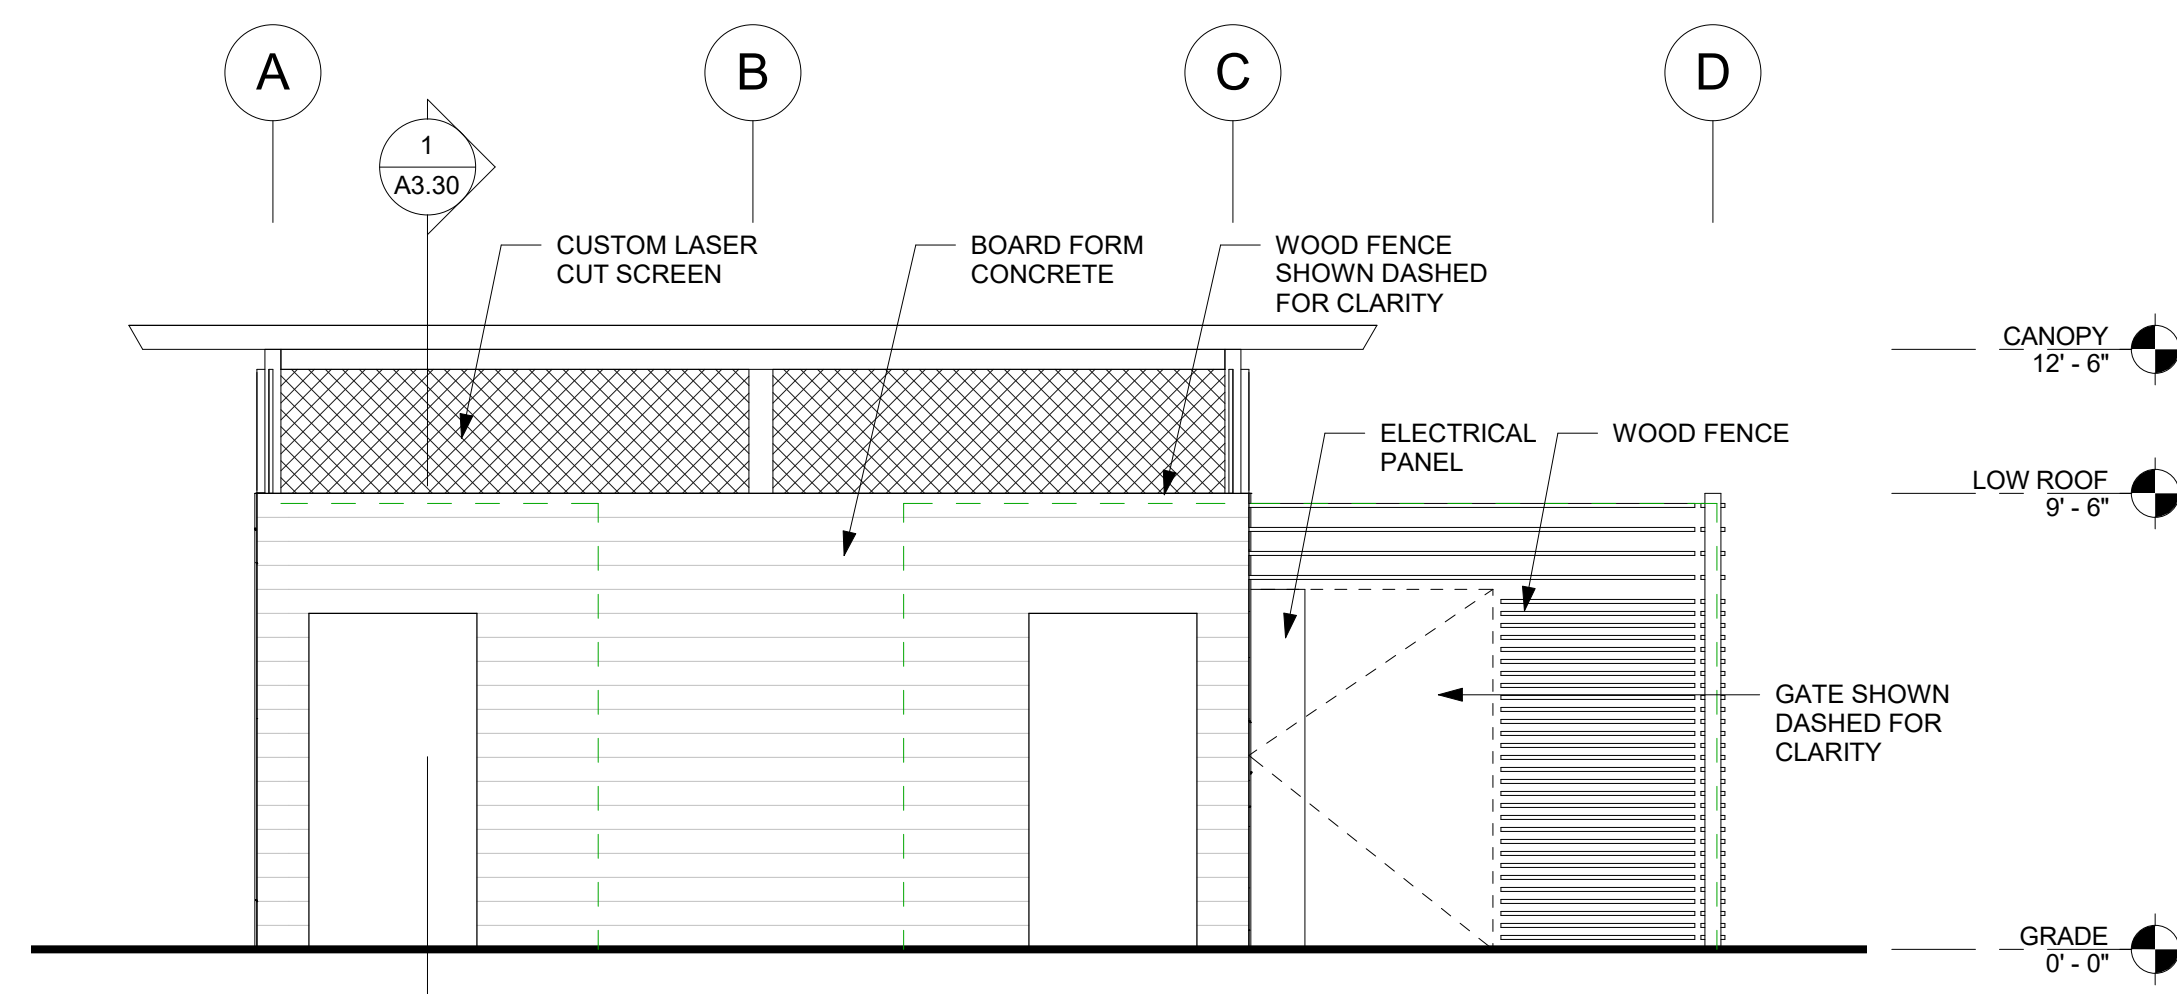 A
B
C
D
1
A3.30
CUSTOM LASER
CUT SCREEN
BOARD FORM
CONCRETE
WOOD FENCE
SHOWN DASHED
FOR CLARITY
CANOPY
12' - 6"
ELECTRICAL
PANEL
WOOD FENCE
LOW ROOF
9' - 6"
GATE SHOWN
DASHED FOR
CLARITY
GRADE
0' - 0"